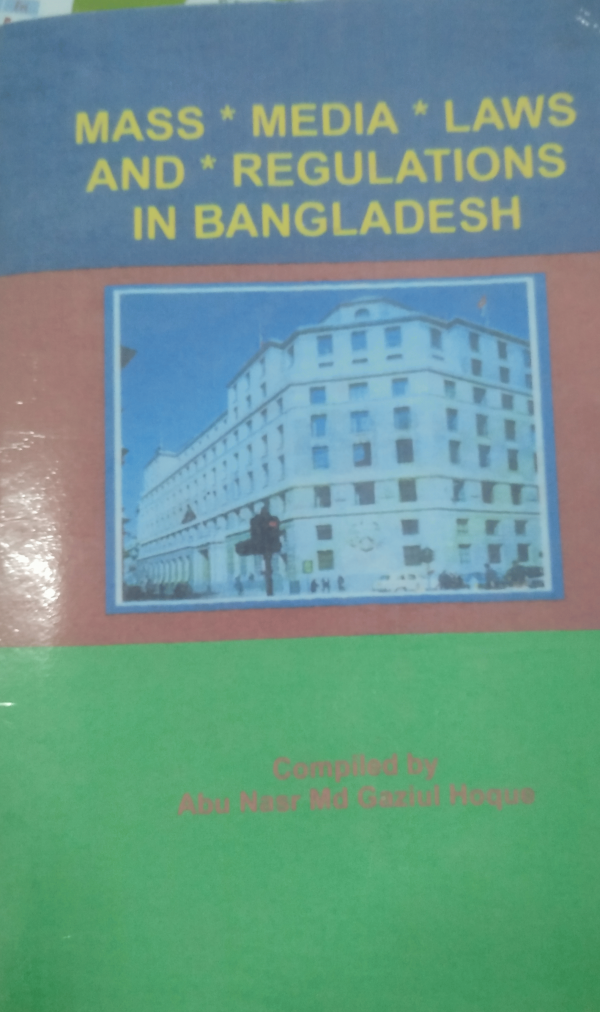 MASS * MEDIA * LAWS
AND * REGULATIONS
IN BANGLADESH
Compiled by
Abu Nasr Md Gaziul Hoque